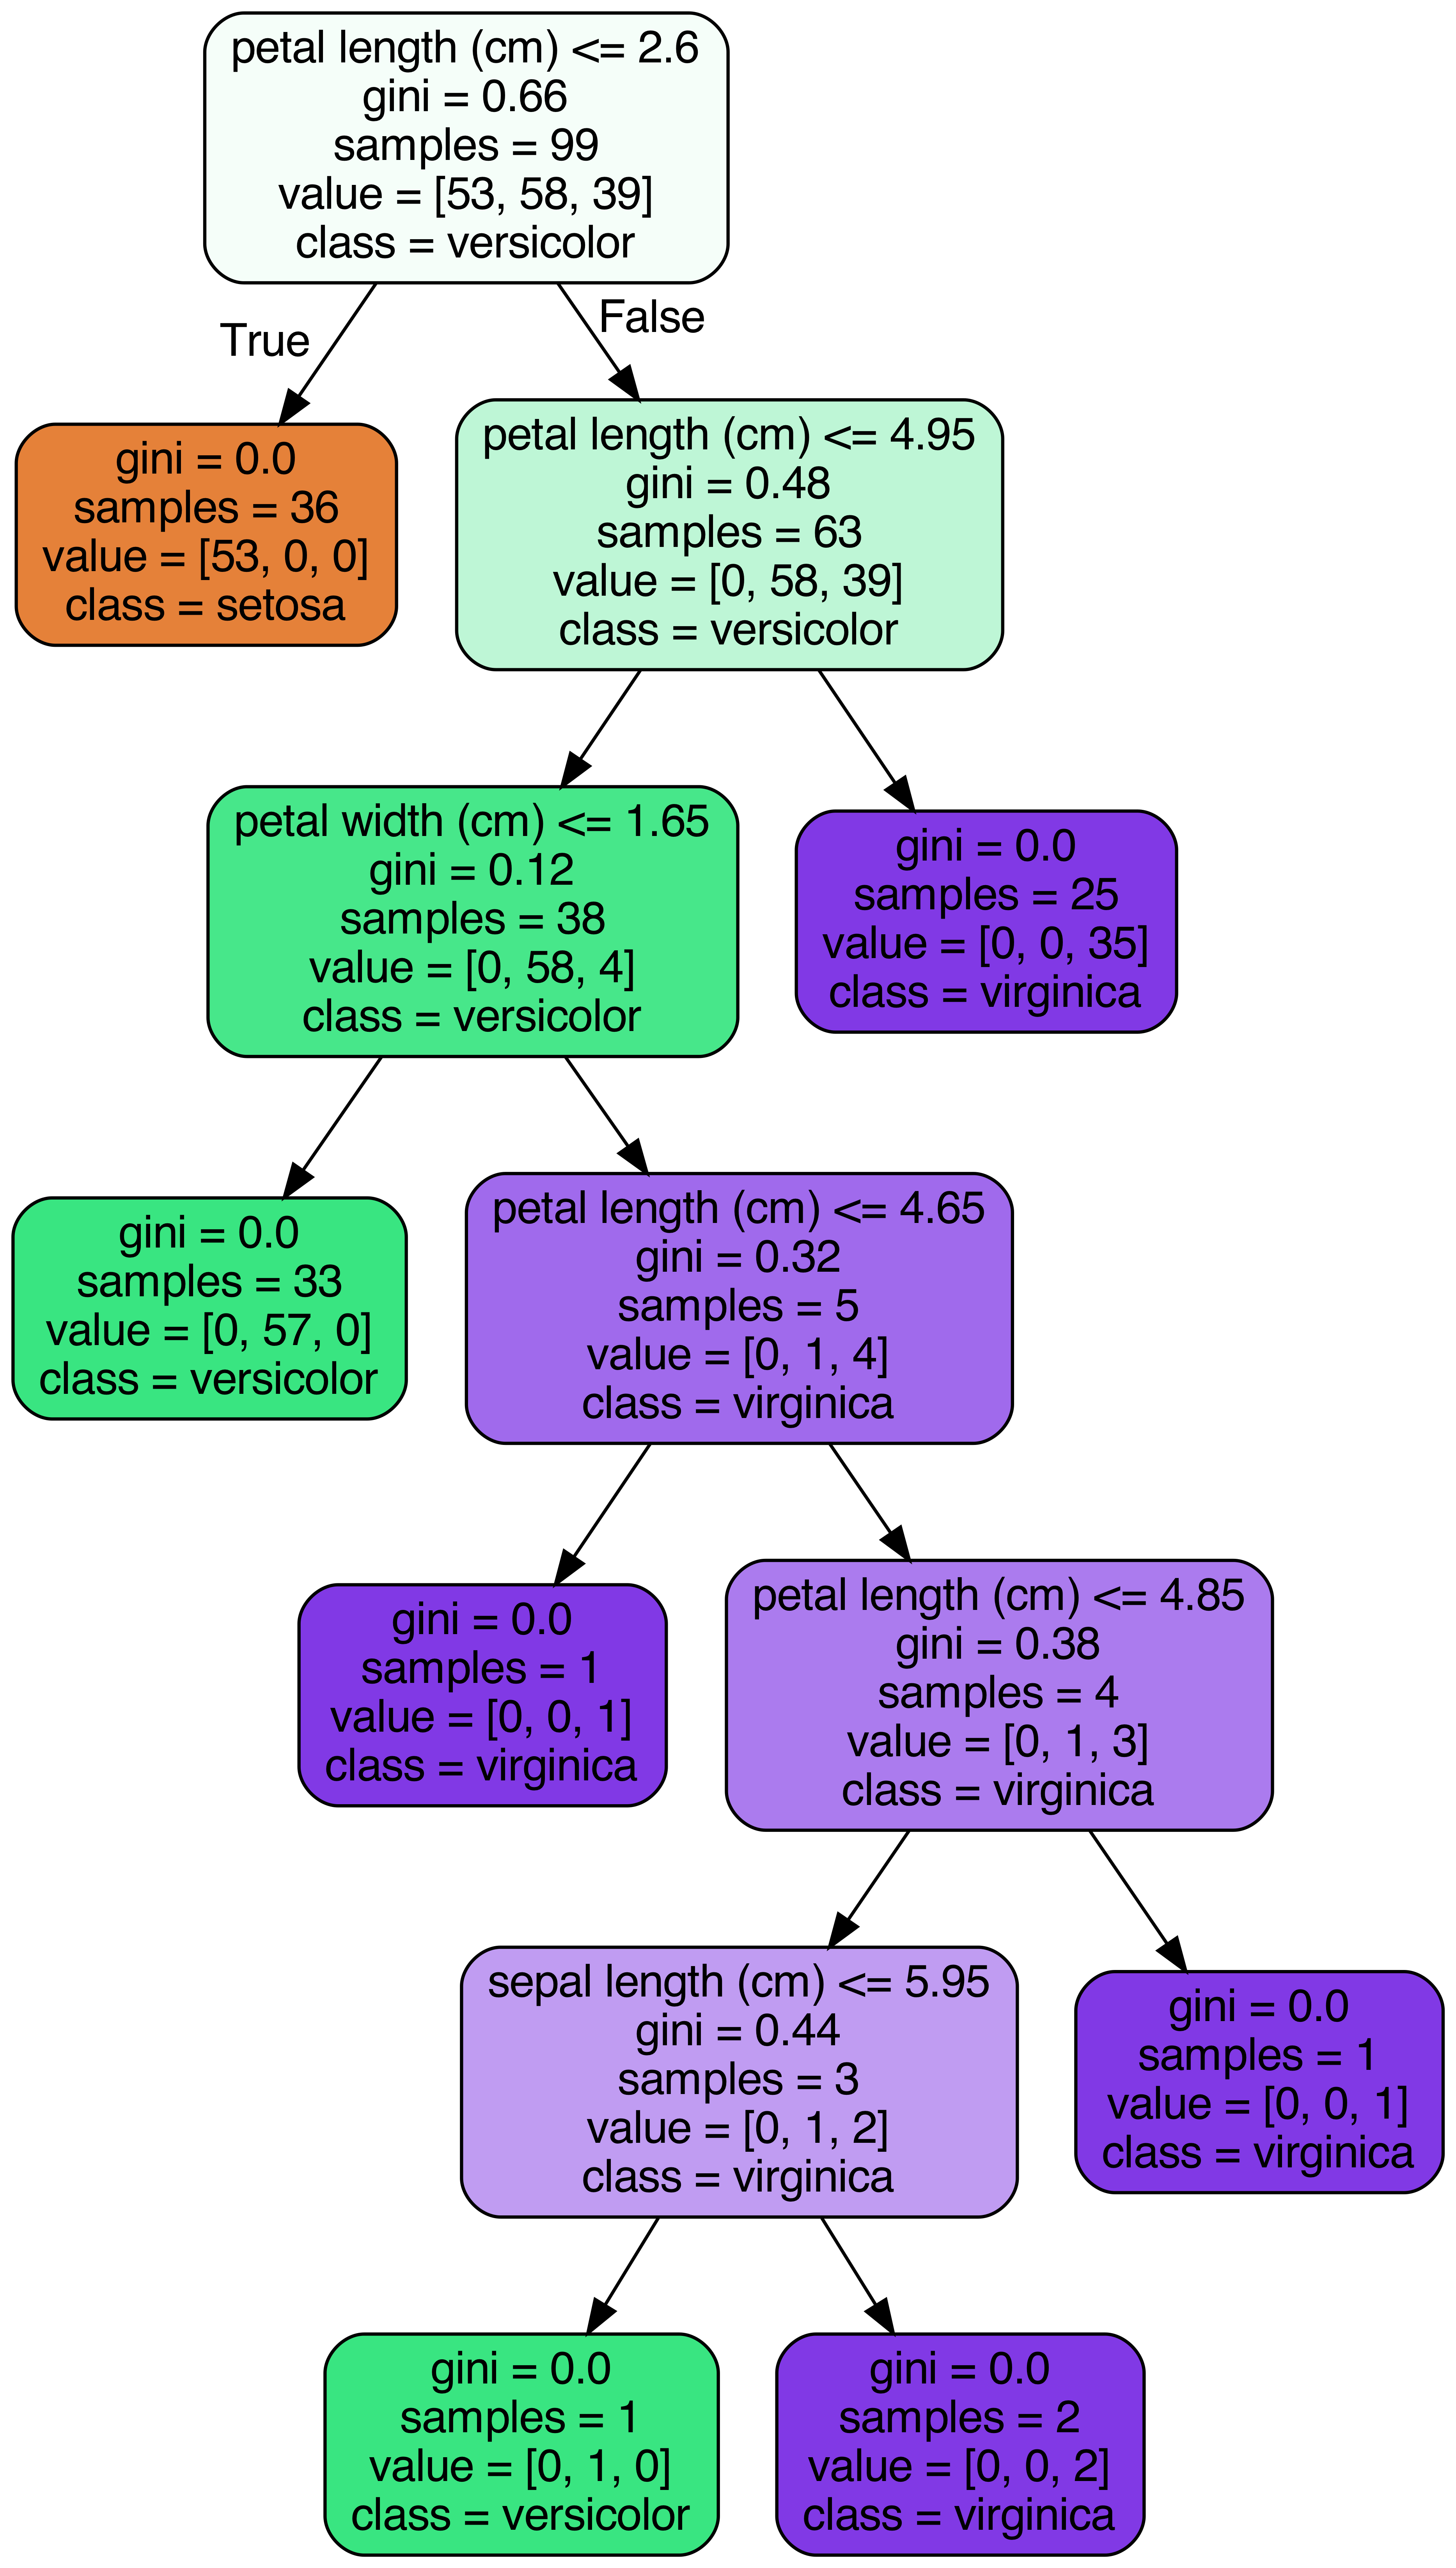 petal length (cm) <= 2.6
gini = 0.66
samples = 99
value = [53, 58, 39]
class = versicolor
True
False
gini = 0.0
samples = 36
value = [53, 0, 0]
class = setosa
petal length (cm) <= 4.95
gini = 0.48
samples = 63
value = [0, 58, 39]
class = versicolor
petal width (cm) <= 1.65
gini = 0.12
samples = 38
value = [0, 58, 4]
class = versicolor
gini = 0.0
samples = 25
value = [0, 0, 35]
class = virginica
gini = 0.0
samples = 33
value = [0, 57, 0]
class = versicolor
petal length (cm) <= 4.65
gini = 0.32
samples = 5
value = [0, 1, 4]
class = virginica
gini = 0.0
samples = 1
value = [0, 0, 1]
class = virginica
petal length (cm) <= 4.85
gini = 0.38
samples = 4
value = [0, 1, 3]
class = virginica
sepal length (cm) <= 5.95
gini = 0.44
samples = 3
value = [0, 1, 2]
class = virginica
gini = 0.0
samples = 1
value = [0, 0, 1]
class = virginica
gini = 0.0
samples = 1
value = [0, 1, 0]
class = versicolor
gini = 0.0
samples = 2
value = [0, 0, 2]
class = virginica